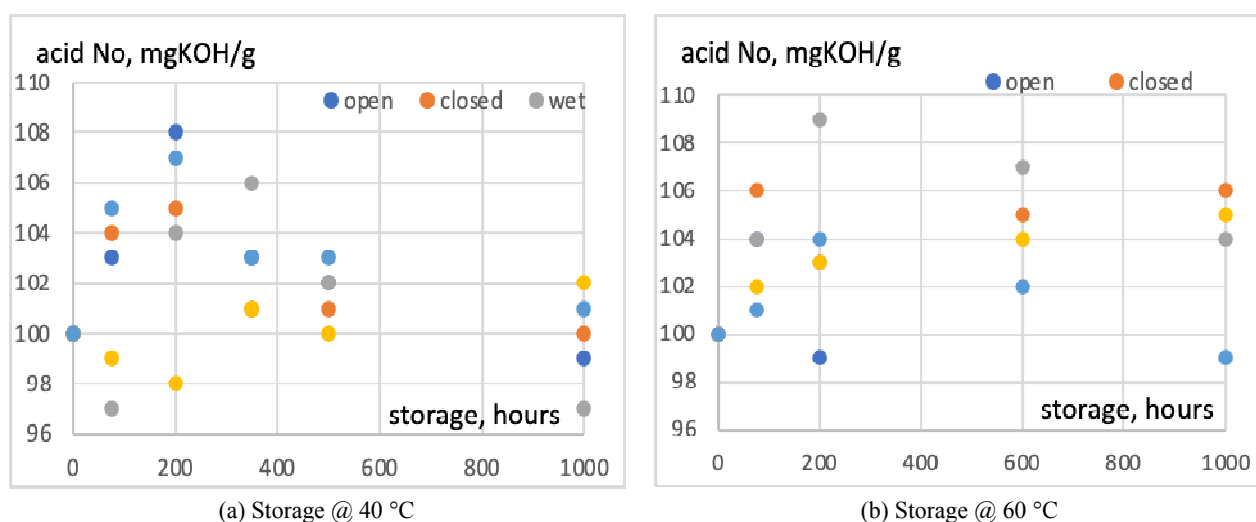 acid No, mgKOH/g
110
open closed wet
108
106
104
102
100
98
96
storage, hours
0 200 400 600 800 1000
(a) Storage @ 40 °C
acid No, mgKOH/g
open closed
110
108
106
104
102
100
98
96
storage, hours
0 200 400 600 800 1000
(b) Storage @ 60 °C